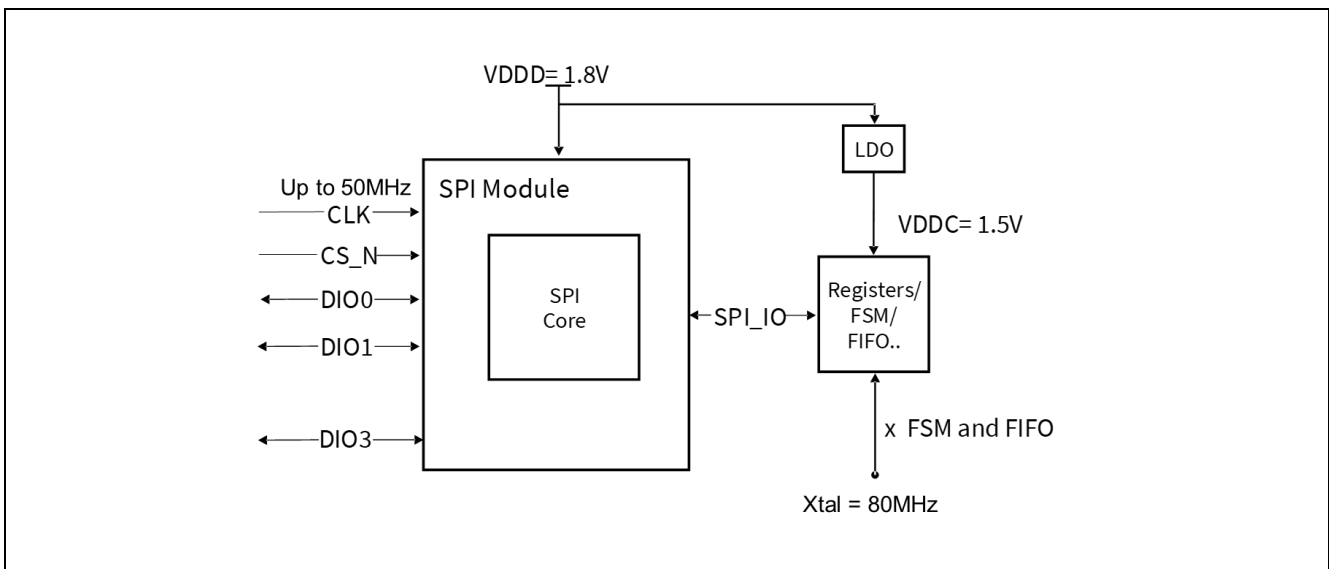 VDDD= 1.8V
LDO
Up to 50MHz
SPI Module
CLK
VDDC= 1.5V
CS_N
Registers/
FSM/
FIFO..
SPI
Core
DIO0
SPI_IO
DIO1
DIO3
x FSM and FIFO
Xtal = 80MHz